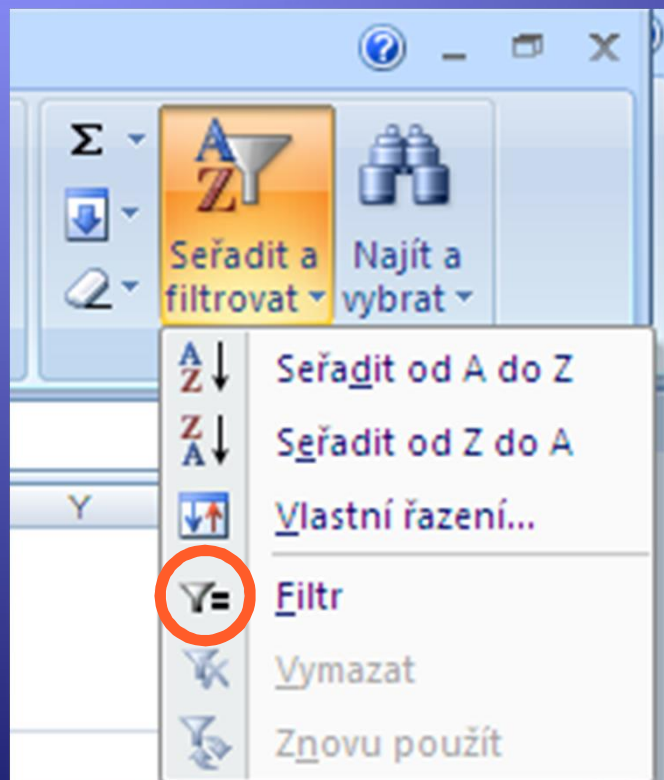 Σ
Seřadit a
filtrovat
Najít a
vybrat
Seřadit od A do Z
Seřadit od Z do A
Vlastní řazení...
Y
Filtr
Vymazat
Znovu použít